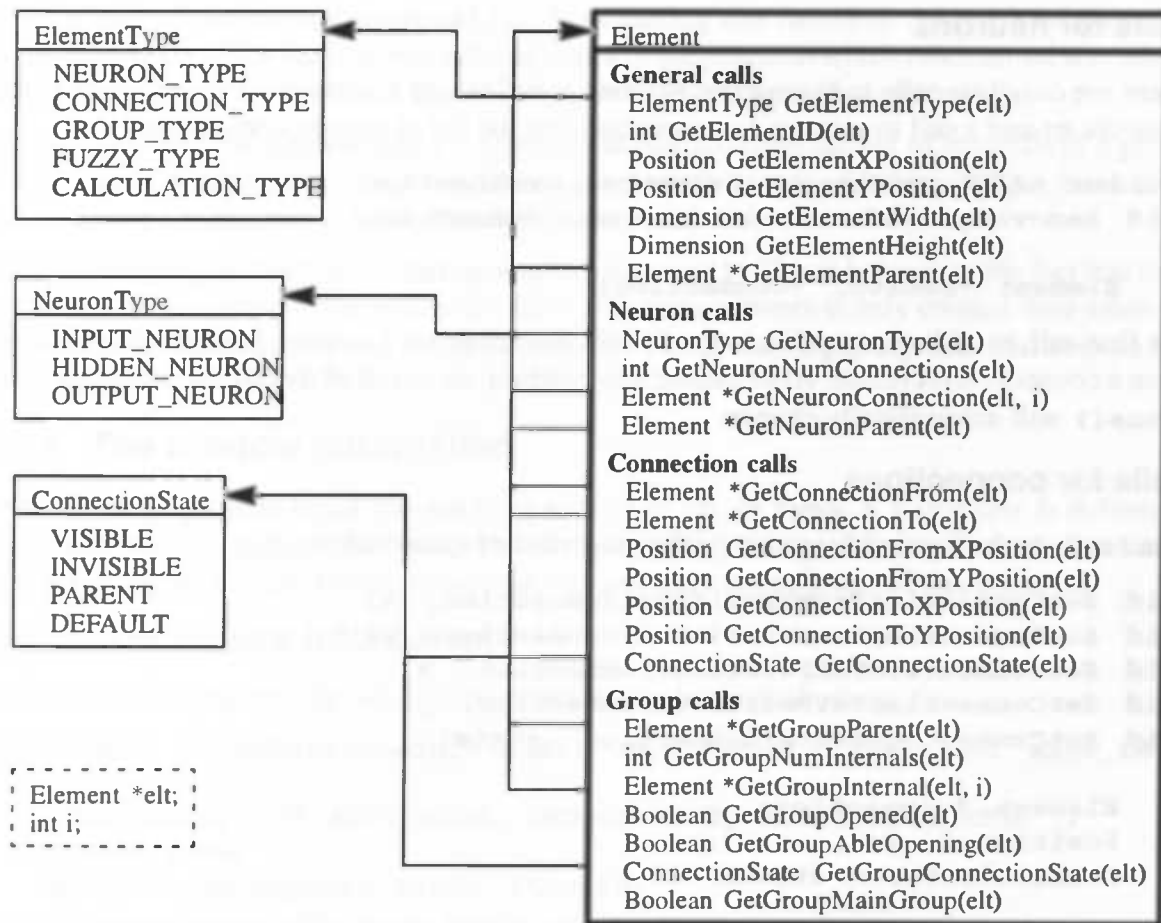 ElementType
NEURON_TYPE
CONNECTION_TYPE
GROUP_TYPE
FUZZY_TYPE
CALCULATION_TYPE
NeuronType
INPUT_NEURON
HIDDEN_NEURON
OUTPUT_NEURON
ConnectionState
VISIBLE
INVISIBLE
PARENT
DEFAULT
Element *elt;
int i;
Element
General calls
ElementType GetElementType(elt)
int GetElementID(elt)
Position GetElementXPosition(elt)
Position GetElementYPosition(elt)
Dimension GetElementWidth(elt)
Dimension GetElementHeight(elt)
Element *GetElementParent(elt)
Neuron calls
NeuronType GetNeuronType(elt)
int GetNeuronNumConnections(elt)
Element *GetNeuronConnection(elt, i)
Element *GetNeuronParent(elt)
Connection calls
Element *GetConnectionFrom(elt)
Element *GetConnectionTo(elt)
Position GetConnectionFromXPosition(elt)
Position GetConnectionFromYPosition(elt)
Position GetConnectionToXPosition(elt)
Position GetConnectionToYPosition(elt)
ConnectionState GetConnectionState(elt)
Group calls
Element *GetGroupParent(elt)
int GetGroupNumInternals(elt)
Element *GetGroupInternal(elt, i)
Boolean GetGroupOpened(elt)
Boolean GetGroupAbleOpening(elt)
ConnectionState GetGroupConnectionState(elt)
Boolean GetGroupMainGroup(elt)